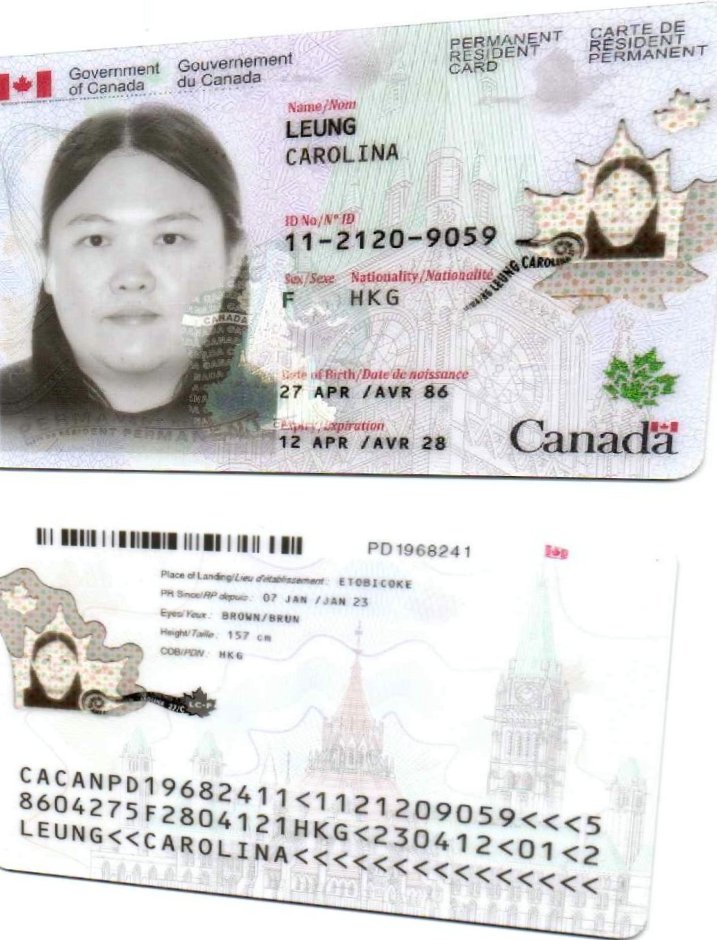 Government of Canada
Gouvernement du Canada
PERMANENT RESIDENT CARD
CARTE DE RÉSIDENT PERMANENT
Name/Nom
LEUNG
CAROLINA
ID No/Nº ID
11-2120-9059
Sex/Sexe Nationality/Nationalité
F HKG
LEUNG CAROLINA
CANADA
Date of Birth/Date de naissance
27 APR /AVR 86
Expiry/Expiration
12 APR /AVR 28
Canada
PD1968241
Place of Landing/Lieu d'établissement: ETOBICOKE
PR Since/RP depuis: 07 JAN /JAN 23
Eyes/Yeux: BROWN/BRUN
Height/Taille: 157 cm
COB/PDN: HKG
CACANPD19682411<1121209059<<<5
8604275F2804121HKG<230412<01<2
LEUNG<<CAROLINA<<<<<<<<<<<<<<<